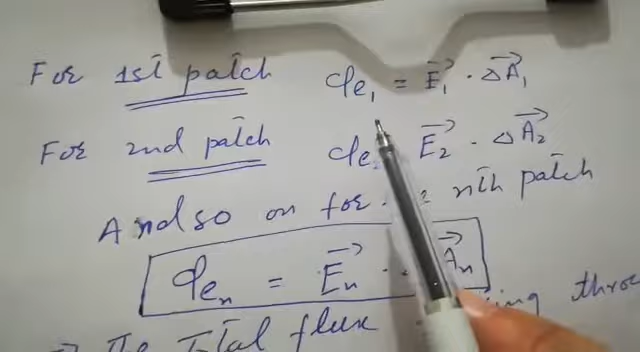 For 1st patch φe₁ = E₁⃗ . ΔA₁⃗
For 2nd patch φe₂ E₂⃗ . ΔA₂⃗
And so on for nth patch
φeₙ = Eₙ⃗ . Aₙ⃗
Total flux